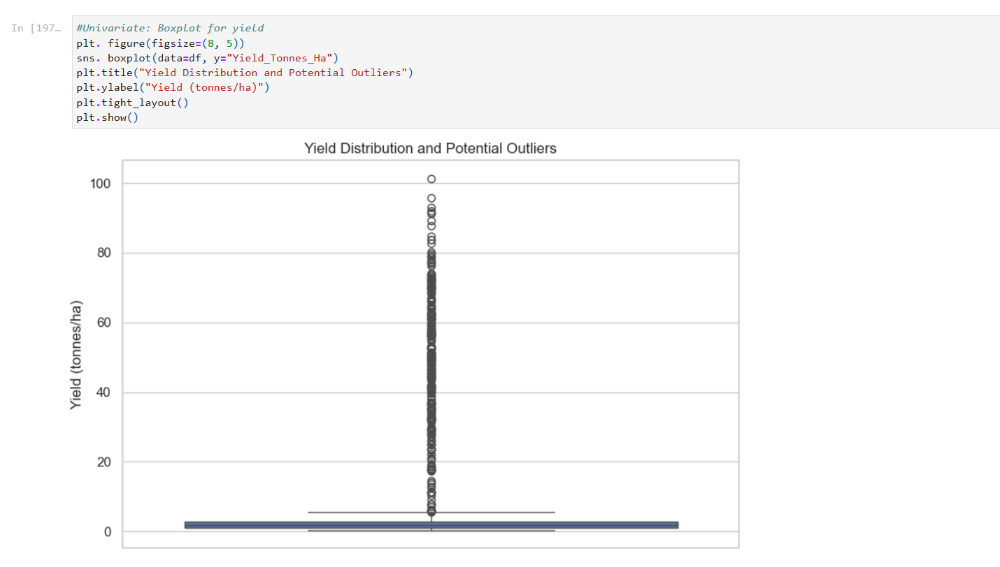 In [197…
#Univariate: Boxplot for yield
plt. figure(figsize=(8, 5))
sns. boxplot(data=df, y="Yield_Tonnes_Ha")
plt.title("Yield Distribution and Potential Outliers")
plt.ylabel("Yield (tonnes/ha)")
plt.tight_layout()
plt.show()
Yield Distribution and Potential Outliers
Yield (tonnes/ha)
100
80
60
40
20
0